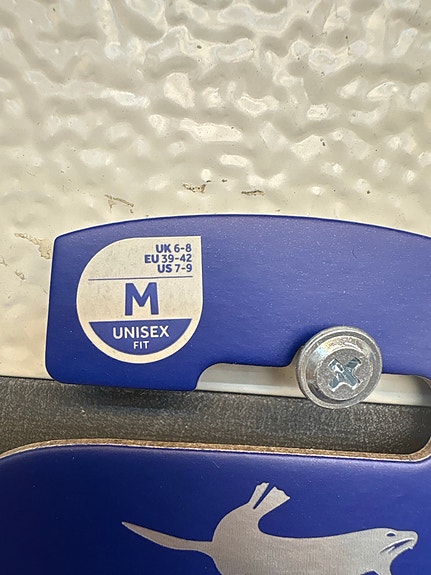 UK 6-8
EU 39-42
US 7-9
M
UNISEX
FIT